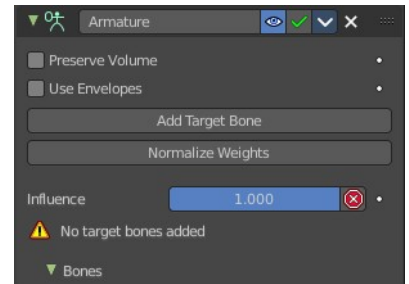 Armature
Preserve Volume
Use Envelopes
Add Target Bone
Normalize Weights
Influence 1.000
No target bones added
Bones